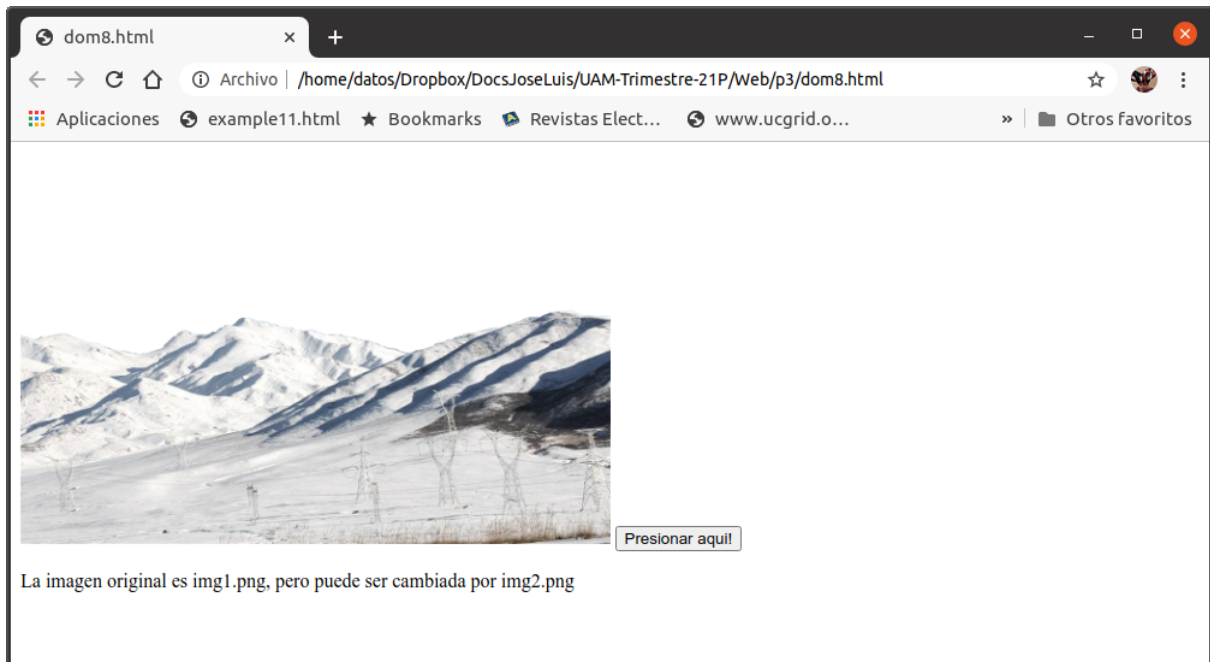 dom8.html
Archivo | /home/datos/Dropbox/DocsJoseLuis/UAM-Trimestre-21P/Web/p3/dom8.html
Aplicaciones example11.html Bookmarks Revistas Elect... www.ucgrid.o... » Otros favoritos
Presionar aqui!
La imagen original es img1.png, pero puede ser cambiada por img2.png